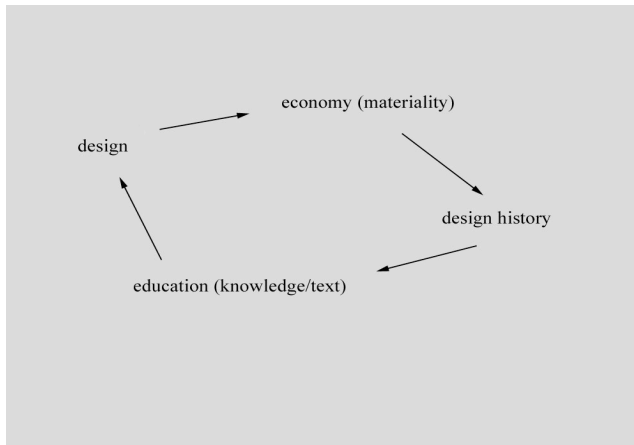 economy (materiality)
design
design history
education (knowledge/text)